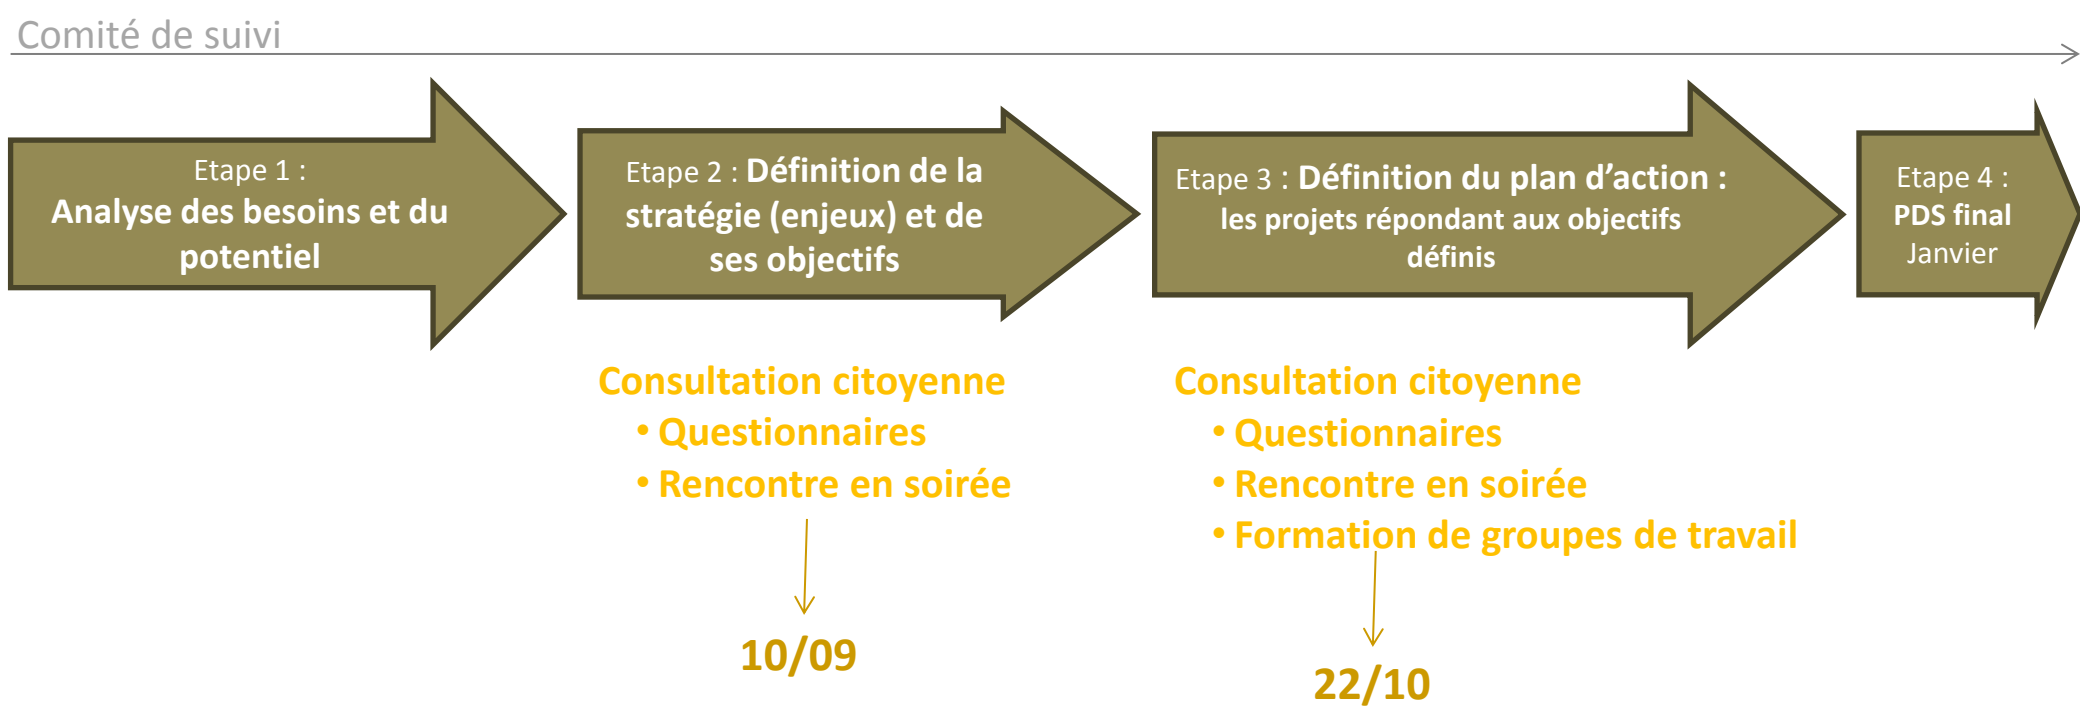 Comité de suivi
Etape 1 :
Analyse des besoins et du
potentiel
Etape 2 : Définition de la
stratégie (enjeux) et de
ses objectifs
Etape 3 : Définition du plan d’action :
les projets répondant aux objectifs
définis
Etape 4 :
PDS final
Janvier
Consultation citoyenne
• Questionnaires
• Rencontre en soirée
10/09
Consultation citoyenne
• Questionnaires
• Rencontre en soirée
• Formation de groupes de travail
22/10